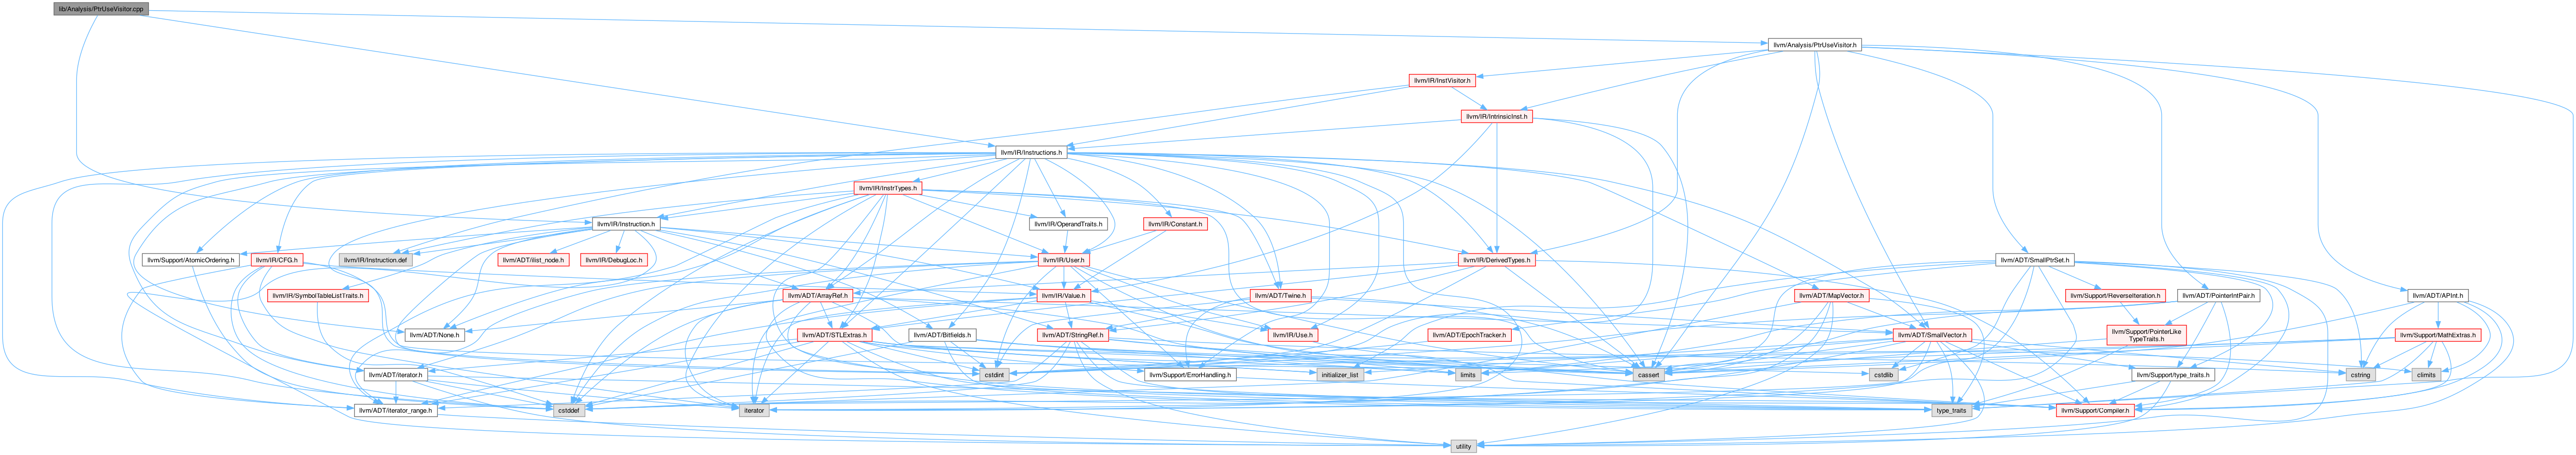 lib/Analysis/PtrUseVisitor.cpp
llvm/Analysis/PtrUseVisitor.h
llvm/IR/InstVisitor.h
llvm/IR/IntrinsicInst.h
llvm/IR/Instructions.h
llvm/IR/InstrTypes.h
llvm/IR/Instruction.h
llvm/IR/OperandTraits.h
llvm/IR/Constant.h
llvm/Support/AtomicOrdering.h
llvm/IR/CFG.h
llvm/IR/Instruction.def
llvm/ADT/ilist_node.h
llvm/IR/DebugLoc.h
llvm/IR/User.h
llvm/IR/DerivedTypes.h
llvm/ADT/SmallPtrSet.h
llvm/IR/SymbolTableListTraits.h
llvm/ADT/ArrayRef.h
llvm/IR/Value.h
llvm/ADT/Twine.h
llvm/ADT/MapVector.h
llvm/Support/ReverseIteration.h
llvm/ADT/PointerIntPair.h
llvm/ADT/APInt.h
llvm/ADT/None.h
llvm/ADT/STLExtras.h
llvm/ADT/Bitfields.h
llvm/ADT/StringRef.h
llvm/IR/Use.h
llvm/ADT/EpochTracker.h
llvm/ADT/SmallVector.h
llvm/Support/PointerLike
TypeTraits.h
llvm/Support/MathExtras.h
llvm/ADT/iterator.h
cstdint
llvm/Support/ErrorHandling.h
initializer_list
limits
cassert
cstdlib
llvm/Support/type_traits.h
cstring
climits
llvm/ADT/iterator_range.h
cstddef
iterator
type_traits
llvm/Support/Compiler.h
utility